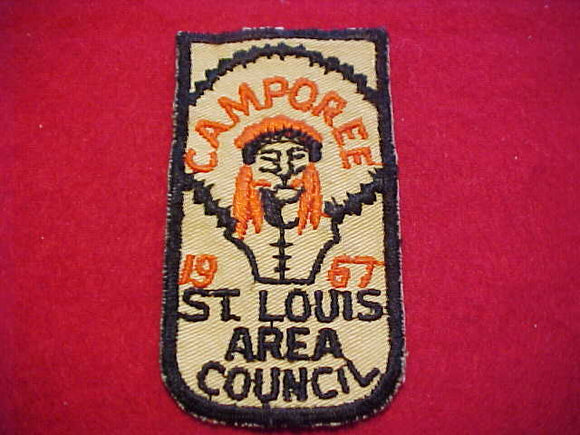 CAMPOREE
19 67
ST. LOUIS
AREA
COUNCIL